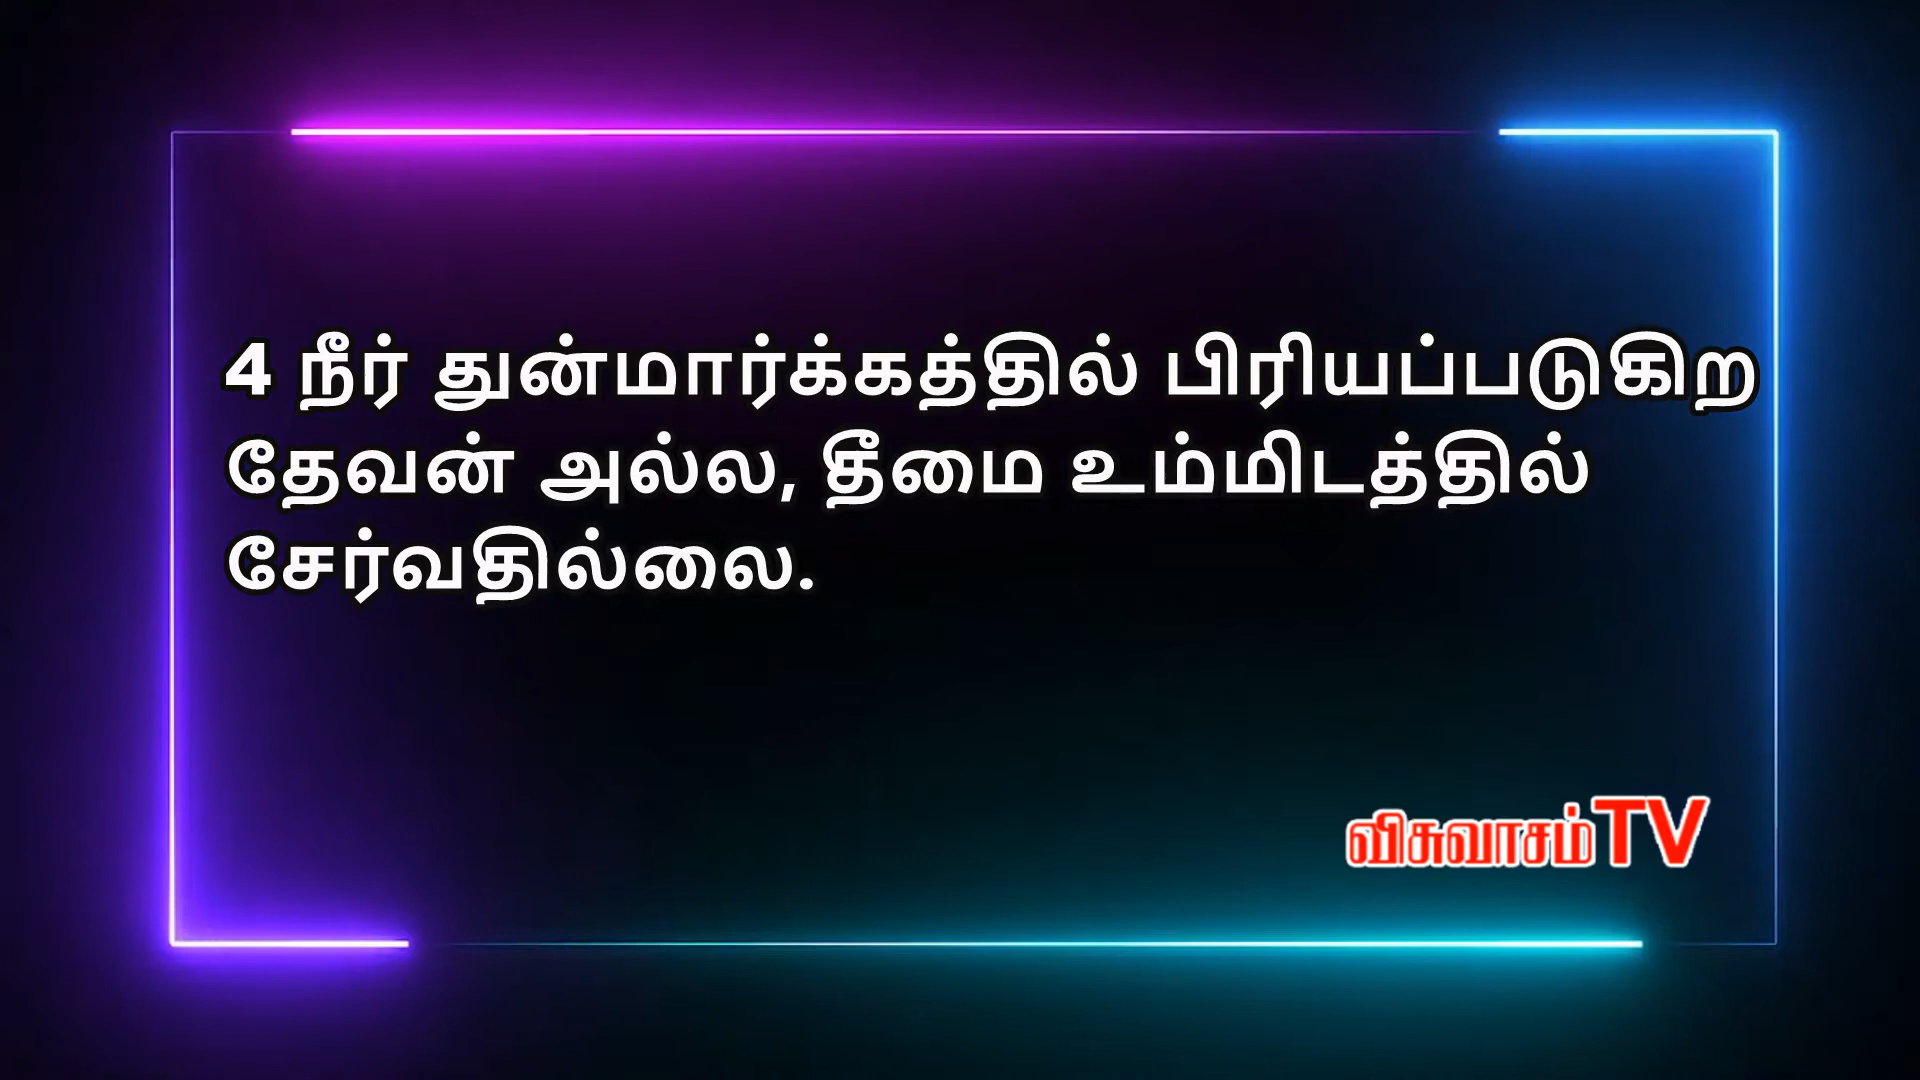 4 நீர் துன்மார்க்கத்தில் பிரியப்படுகிற
தேவன் அல்ல, தீமை உம்மிடத்தில்
சேர்வதில்லை.
விசுவாசம்TV